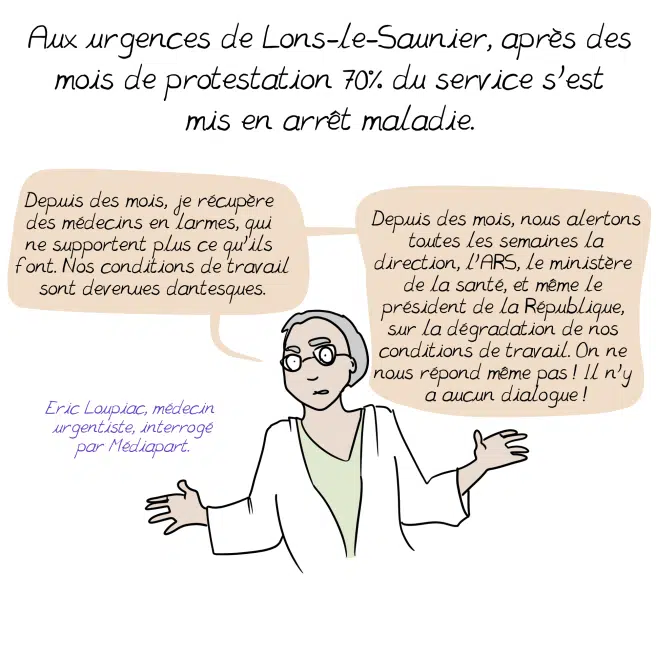 Aux urgences de Lons-le-Saunier, après des
mois de protestation 70% du service s'est
mis en arrêt maladie.
Depuis des mois, je récupère
des médecins en larmes, qui
ne supportent plus ce qu'ils
font. Nos conditions de travail
sont devenues dantesques.
Depuis des mois, nous alertons
toutes les semaines la
direction, l'ARS, le ministère
de la santé, et même le
président de la République,
sur la dégradation de nos
conditions de travail. On ne
nous répond même pas ! Il n'y
a aucun dialogue !
Eric Loupiac, médecin
urgentiste, interrogé
par Médiapart.